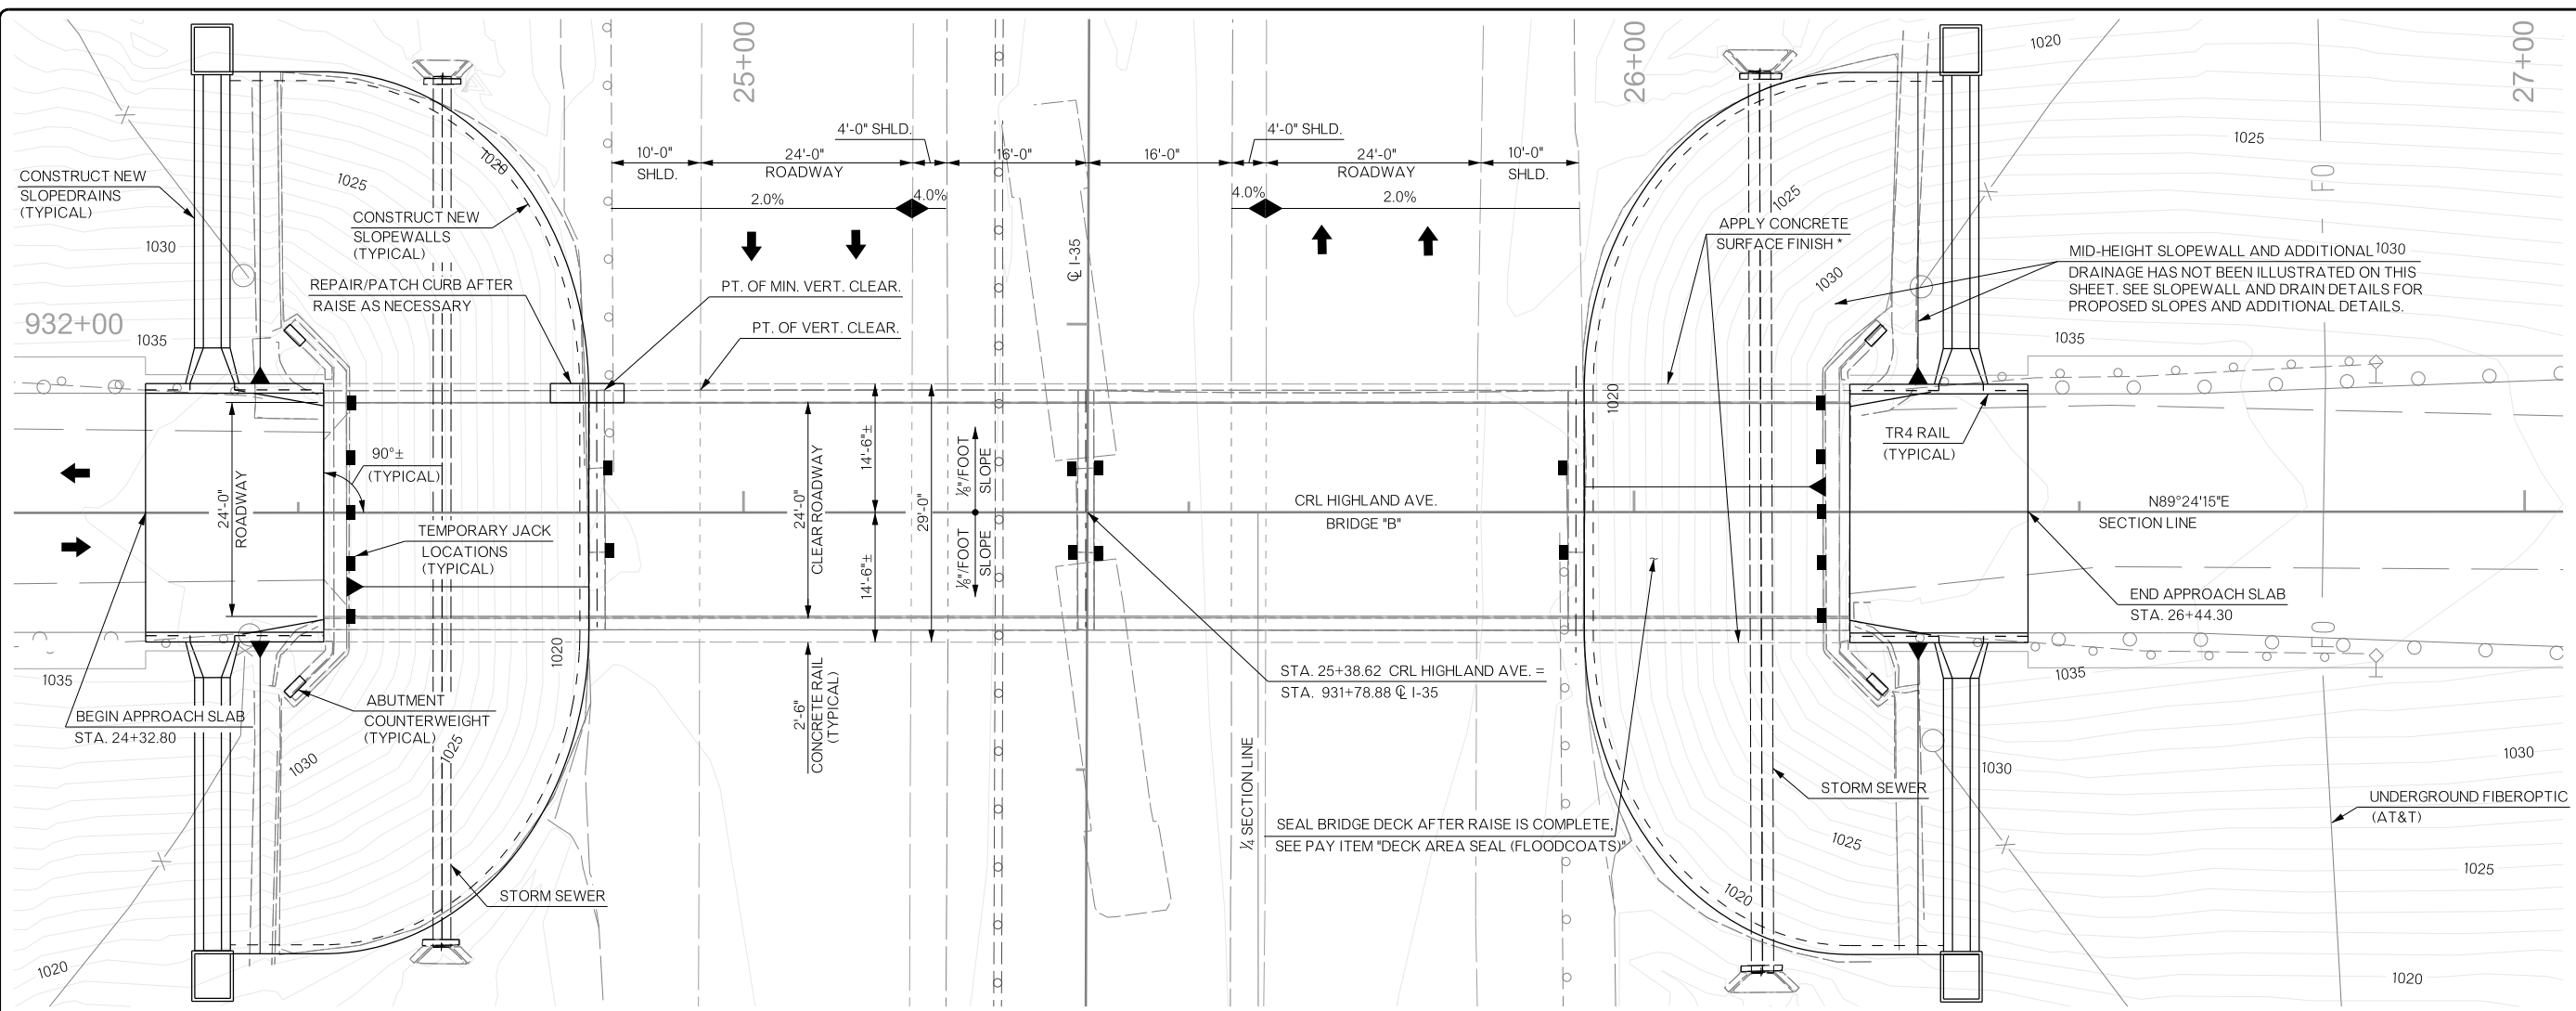 25+00
26+00
27+00
1020
1025
FO
CONSTRUCT NEW
SLOPEDRAINS
(TYPICAL)
1030
1035
932+00
1025
1020
CONSTRUCT NEW
SLOPEWALLS
(TYPICAL)
REPAIR/PATCH CURB AFTER
RAISE AS NECESSARY
4'-0" SHLD.
10'-0"
SHLD.
24'-0"
ROADWAY
16'-0"
2.0%
4.0%
PT. OF MIN. VERT. CLEAR.
PT. OF VERT. CLEAR.
℄ I-35
4'-0" SHLD.
16'-0"
24'-0"
ROADWAY
10'-0"
SHLD.
4.0%
2.0%
APPLY CONCRETE
SURFACE FINISH *
1025
1030
MID-HEIGHT SLOPEWALL AND ADDITIONAL
1030
DRAINAGE HAS NOT BEEN ILLUSTRATED ON THIS
SHEET. SEE SLOPEWALL AND DRAIN DETAILS FOR
PROPOSED SLOPES AND ADDITIONAL DETAILS.
1035
1020
24'-0"
ROADWAY
90°±
(TYPICAL)
TEMPORARY JACK
LOCATIONS
(TYPICAL)
24'-0"
CLEAR ROADWAY
14'-6"±
14'-6"±
29'-0"
⅛"/FOOT
SLOPE
⅛"/FOOT
SLOPE
CRL HIGHLAND AVE.
BRIDGE "B"
TR4 RAIL
(TYPICAL)
N89°24'15"E
SECTION LINE
END APPROACH SLAB
STA. 26+44.30
FO
1020
1035
BEGIN APPROACH SLAB
STA. 24+32.80
ABUTMENT
COUNTERWEIGHT
(TYPICAL)
1025
1030
2'-6"
CONCRETE RAIL
(TYPICAL)
STA. 25+38.62 CRL HIGHLAND AVE. =
STA. 931+78.88 ℄ I-35
¼ SECTION LINE
SEAL BRIDGE DECK AFTER RAISE IS COMPLETE,
SEE PAY ITEM "DECK AREA SEAL (FLOODCOATS)"
1035
1030
1030
STORM SEWER
UNDERGROUND FIBEROPTIC
(AT&T)
1025
1025
STORM SEWER
1020
1020
1020